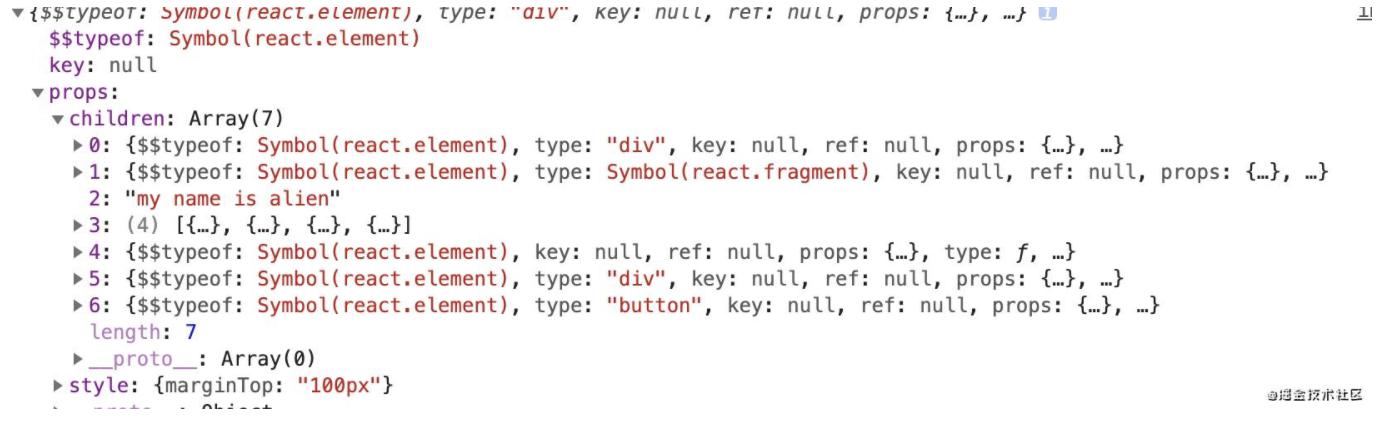 ▼{$$typeof: Symbol(react.element), type: "div", key: null, ref: null, props: {…}, …} i
$$typeof: Symbol(react.element)
key: null
▼props:
▼children: Array(7)
▶0: {$$typeof: Symbol(react.element), type: "div", key: null, ref: null, props: {…}, …}
▶1: {$$typeof: Symbol(react.element), type: Symbol(react.fragment), key: null, ref: null, props: {…}, …}
2: "my name is alien"
▶3: (4) [{…}, {…}, {…}, {…}]
▶4: {$$typeof: Symbol(react.element), key: null, ref: null, props: {…}, type: ƒ, …}
▶5: {$$typeof: Symbol(react.element), type: "div", key: null, ref: null, props: {…}, …}
▶6: {$$typeof: Symbol(react.element), type: "button", key: null, ref: null, props: {…}, …}
length: 7
▶__proto__: Array(0)
▶style: {marginTop: "100px"}
▶__proto__: Object
@掘金技术社区